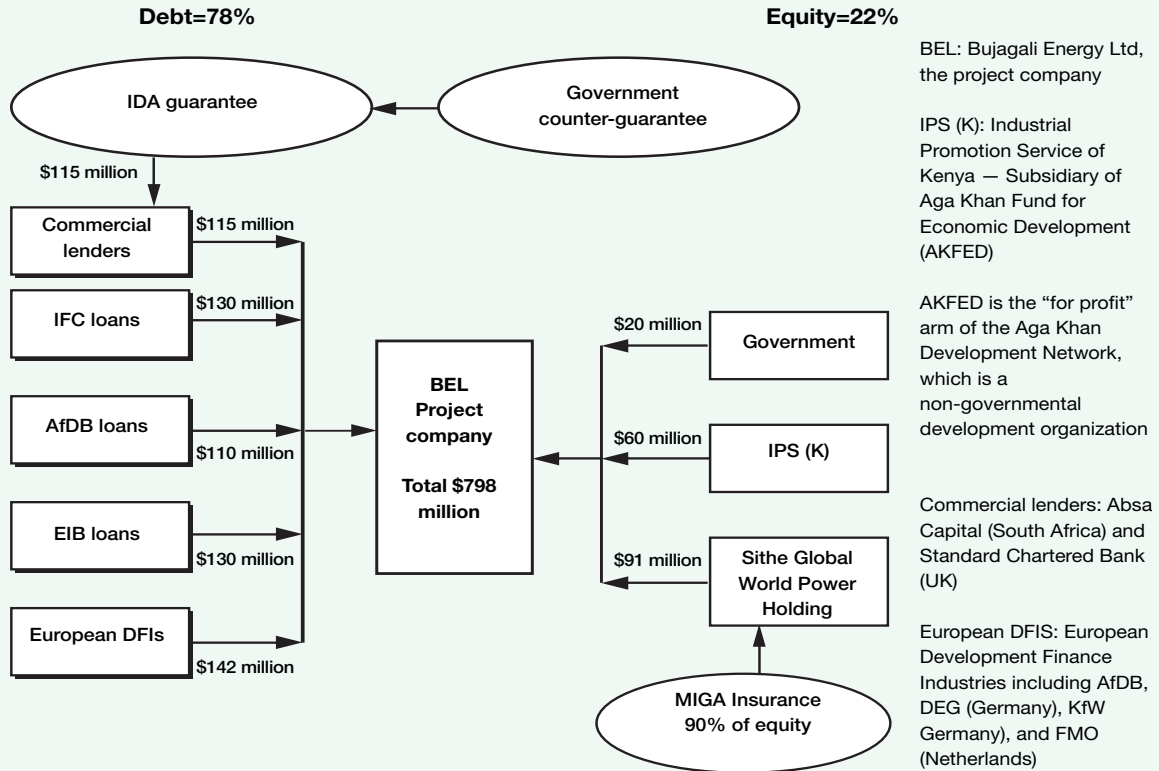 Debt=78%
Equity=22%
IDA guarantee
Government
counter-guarantee
$115 million
Commercial
lenders
$115 million
IFC loans
$130 million
AfDB loans
$110 million
EIB loans
$130 million
European DFIs
$142 million
BEL
Project
company
Total $798
million
$20 million
Government
$60 million
IPS (K)
$91 million
Sithe Global
World Power
Holding
MIGA Insurance
90% of equity
BEL: Bujagali Energy Ltd,
the project company
IPS (K): Industrial
Promotion Service of
Kenya — Subsidiary of
Aga Khan Fund for
Economic Development
(AKFED)
AKFED is the “for profit”
arm of the Aga Khan
Development Network,
which is a
non-governmental
development organization
Commercial lenders: Absa
Capital (South Africa) and
Standard Chartered Bank
(UK)
European DFIS: European
Development Finance
Industries including AfDB,
DEG (Germany), KfW
Germany), and FMO
(Netherlands)